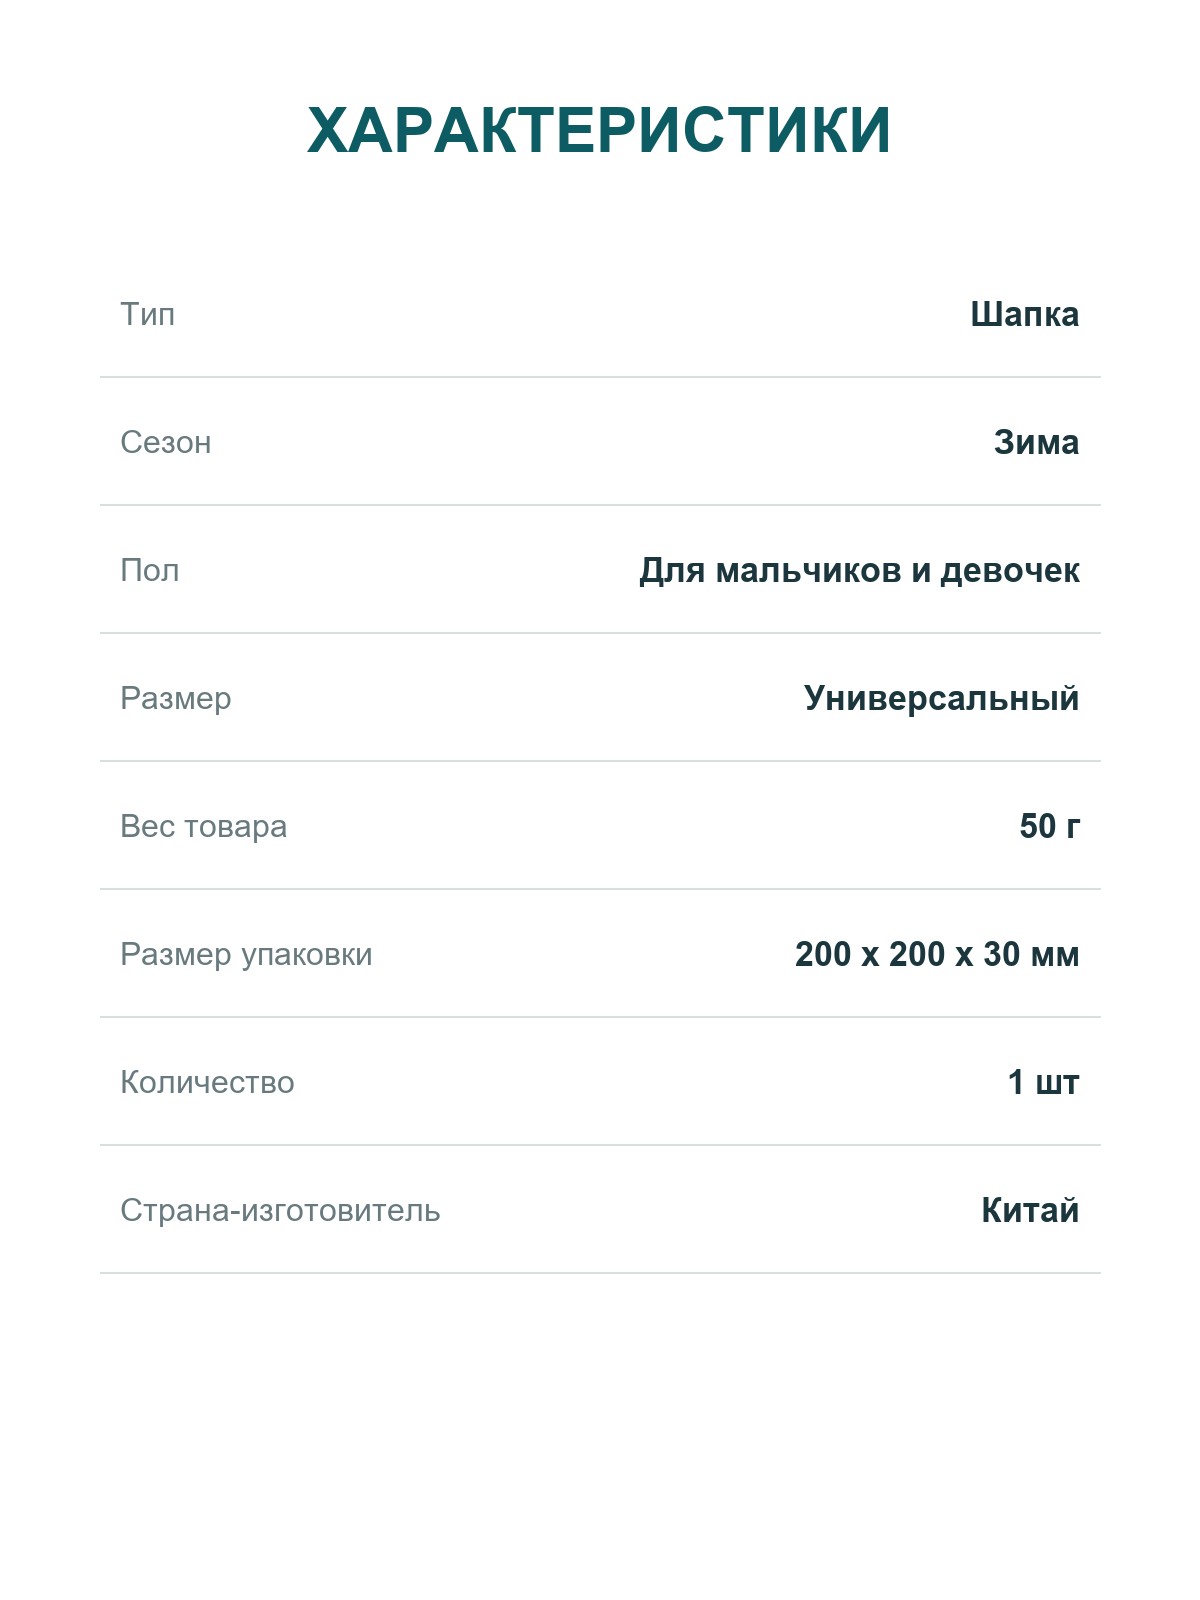 ХАРАКТЕРИСТИКИ
Тип Шапка
Сезон Зима
Пол Для мальчиков и девочек
Размер Универсальный
Вес товара 50 г
Размер упаковки 200 x 200 x 30 мм
Количество 1 шт
Страна-изготовитель Китай